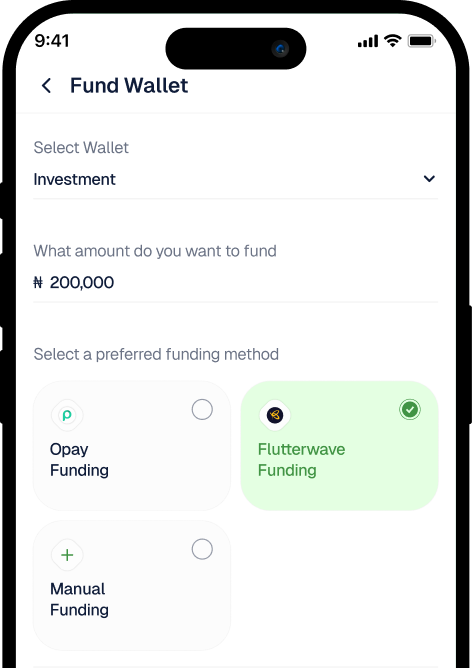 9:41
Fund Wallet
Select Wallet
Investment
What amount do you want to fund
₦ 200,000
Select a preferred funding method
Opay
Funding
Flutterwave
Funding
Manual
Funding